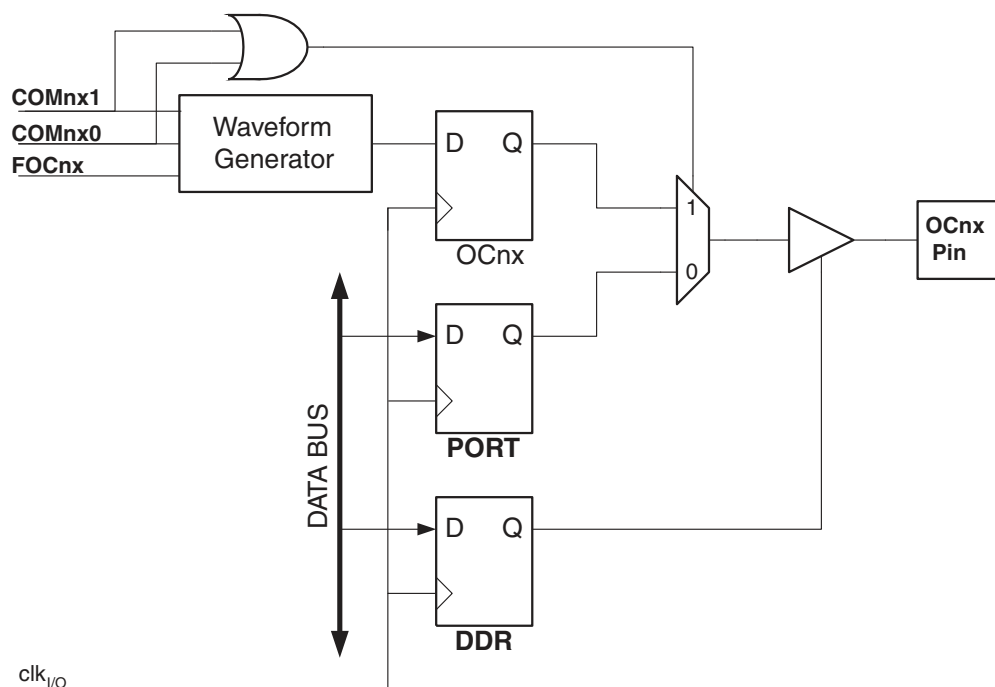 COMnx1
COMnx0
FOCnx
Waveform
Generator
D Q
OCnx
1
0
OCnx
Pin
D Q
PORT
D Q
DDR
DATA BUS
clkI/O